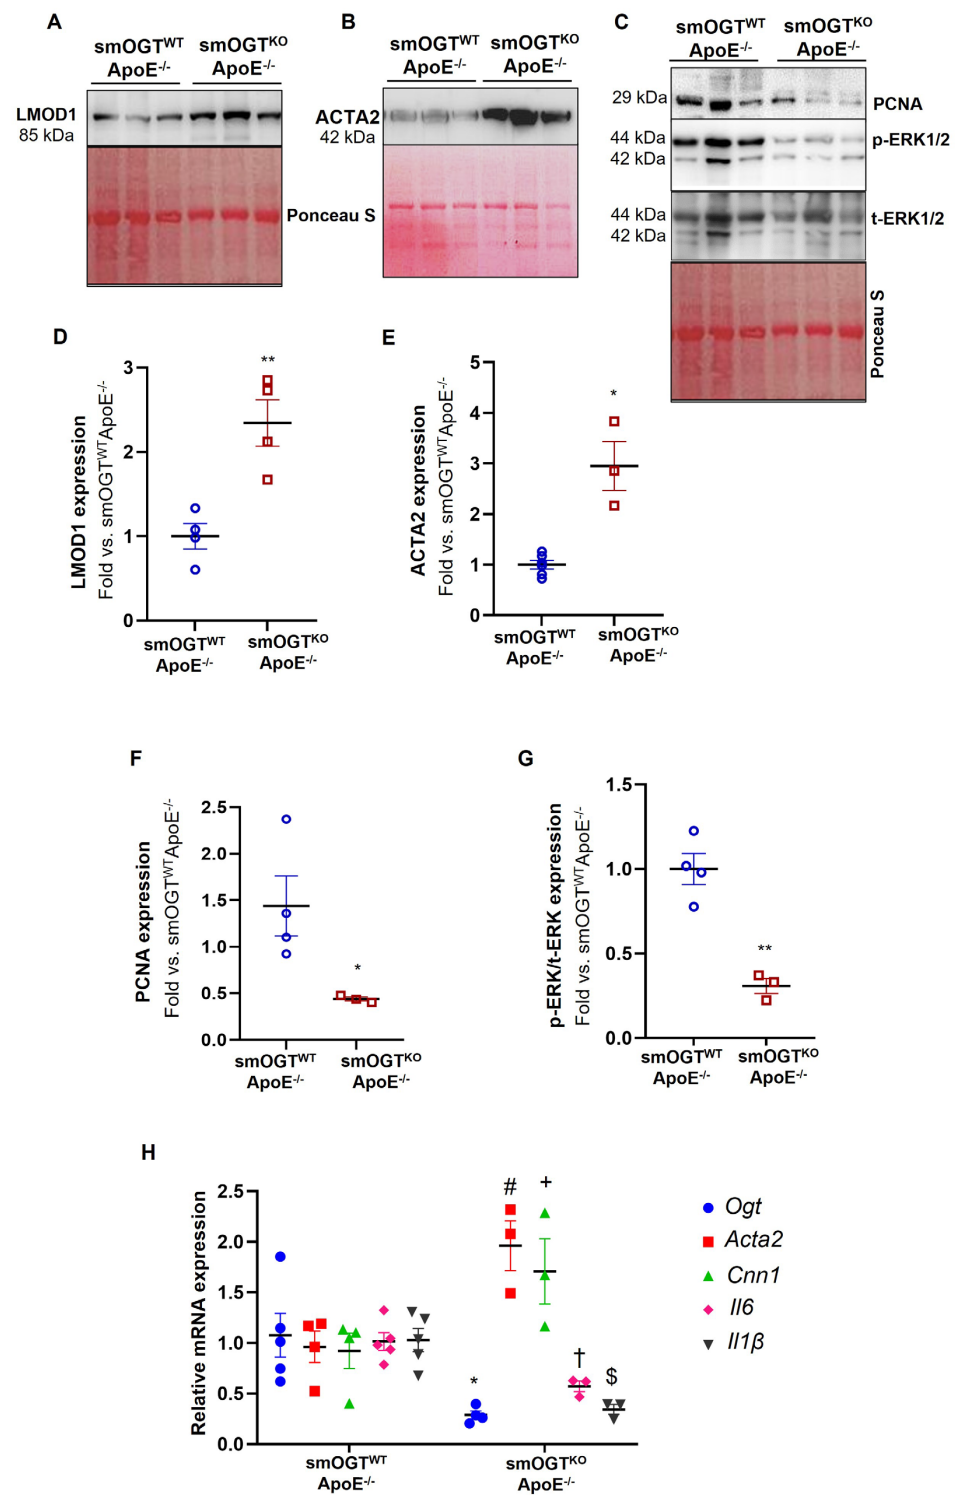 A
smOGTWT
ApoE-/-
smOGTKO
ApoE-/-
LMOD1
85 kDa
B
smOGTWT
ApoE-/-
smOGTKO
ApoE-/-
ACTA2
42 kDa
Ponceau S
C
smOGTWT
ApoE-/-
smOGTKO
ApoE-/-
29 kDa
PCNA
44 kDa
p-ERK1/2
42 kDa
44 kDa
t-ERK1/2
42 kDa
Ponceau S
D
LMOD1 expression
Fold vs. smOGTWTApoE-/-
3
2
1
0
**
smOGTWT
ApoE-/-
smOGTKO
ApoE-/-
E
ACTA2 expression
Fold vs. smOGTWTApoE-/-
5
4
3
2
1
0
*
smOGTWT
ApoE-/-
smOGTKO
ApoE-/-
F
PCNA expression
Fold vs. smOGTWTApoE-/-
2.5
2.0
1.5
1.0
0.5
0.0
*
smOGTWT
ApoE-/-
smOGTKO
ApoE-/-
G
p-ERK/t-ERK expression
Fold vs. smOGTWTApoE-/-
1.5
1.0
0.5
0.0
**
smOGTWT
ApoE-/-
smOGTKO
ApoE-/-
H
Relative mRNA expression
2.5
2.0
1.5
1.0
0.5
0.0
*
#
+
†
$
smOGTWT
ApoE-/-
smOGTKO
ApoE-/-
Ogt
Acta2
Cnn1
Il6
Il1β